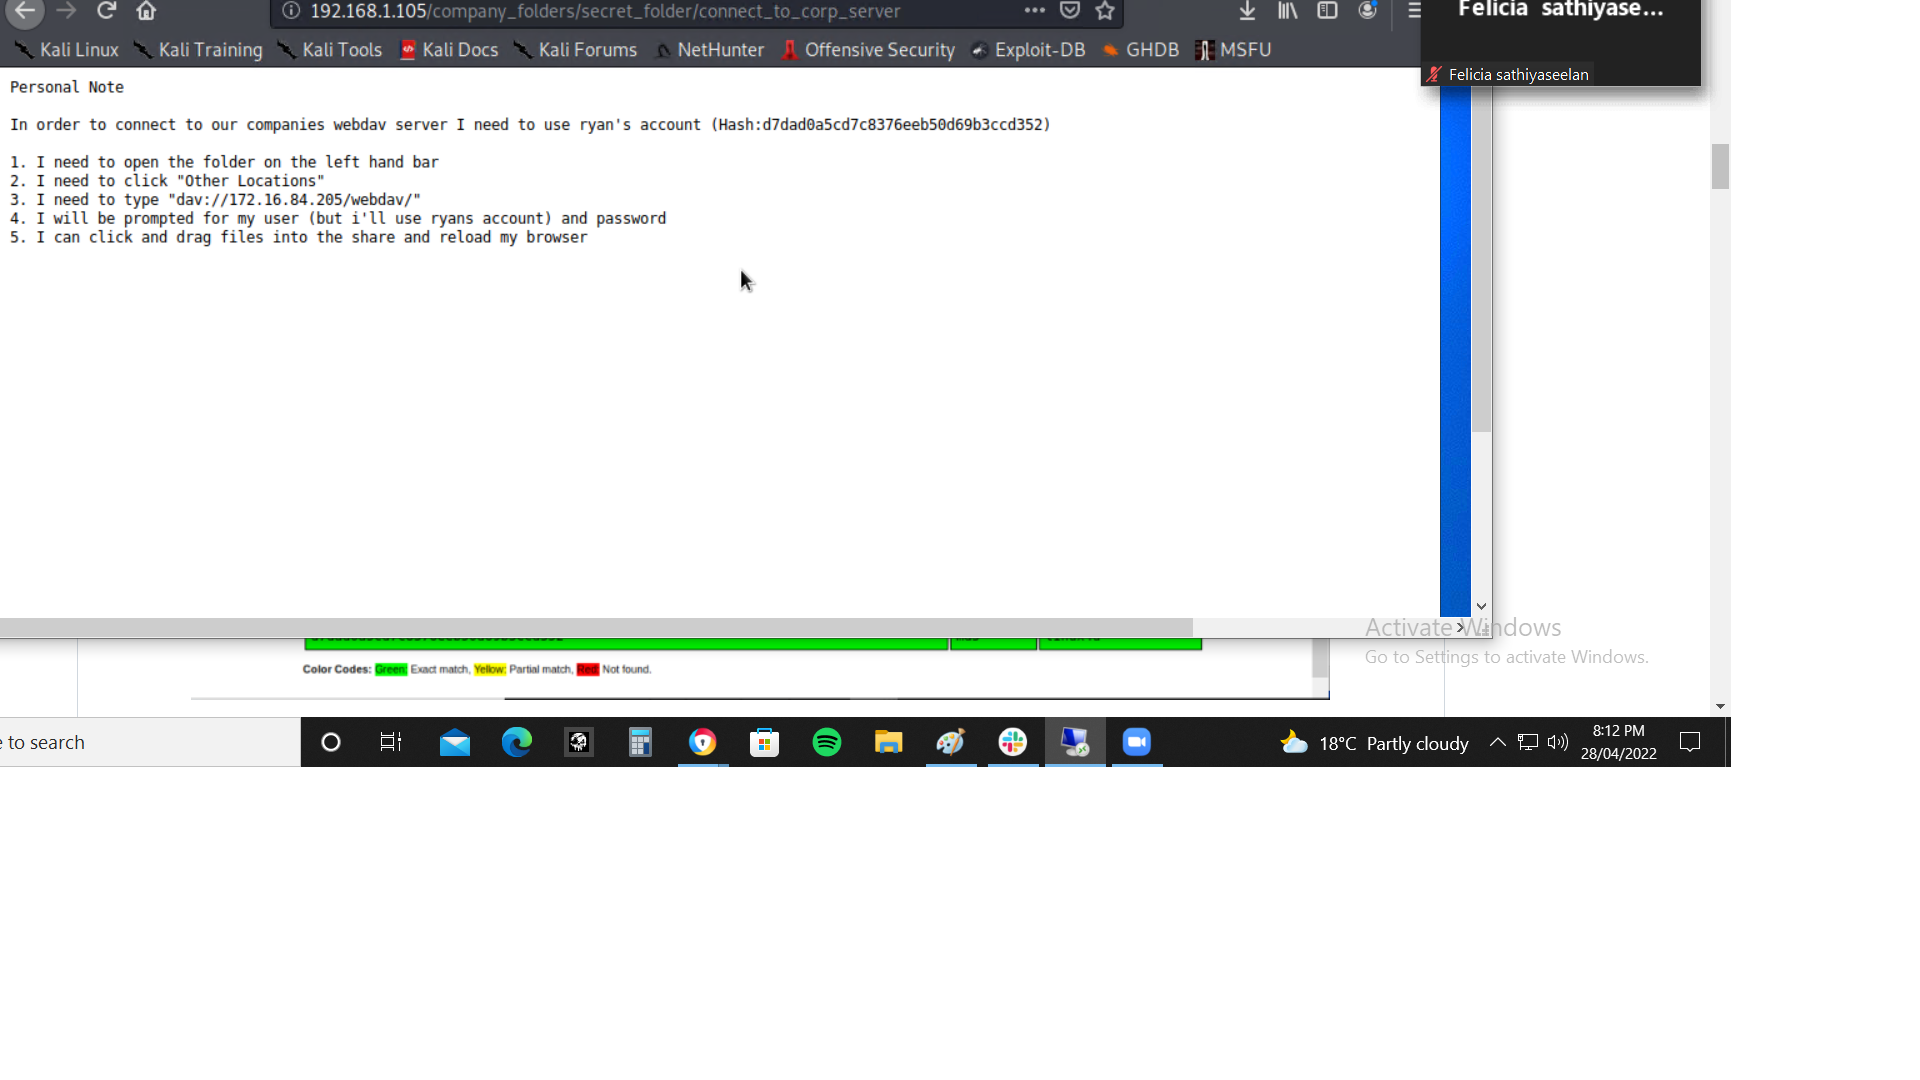 192.168.1.105/company_folders/secret_folder/connect_to_corp_server
Felicia sathiyase...
Kali Linux Kali Training Kali Tools Kali Docs Kali Forums NetHunter Offensive Security Exploit-DB GHDB MSFU
Felicia sathiyaseelan
Personal Note
In order to connect to our companies webdav server I need to use ryan's account (Hash:d7dad0a5cd7c8376eeb50d69b3ccd352)
1. I need to open the folder on the left hand bar
2. I need to click "Other Locations"
3. I need to type "dav://172.16.84.205/webdav/"
4. I will be prompted for my user (but i'll use ryans account) and password
5. I can click and drag files into the share and reload my browser
Activate Windows
Go to Settings to activate Windows.
Color Codes: Green: Exact match, Yellow: Partial match, Red: Not found.
to search
18°C Partly cloudy
8:12 PM
28/04/2022